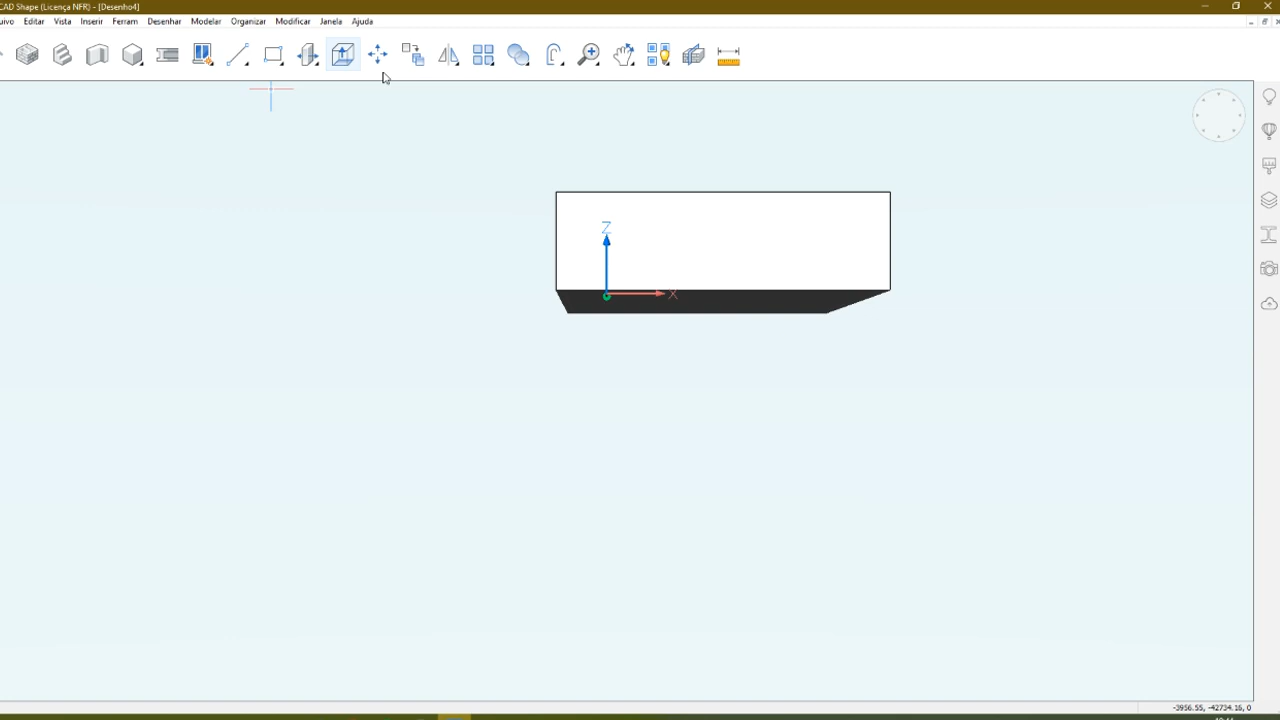 CAD Shape (Licença NFR) - [Desenho4]
uivo Editar Vista Inserir Ferram Desenhar Modelar Organizar Modificar Janela Ajuda
Z
X
-3956.55, -42734.16, 0